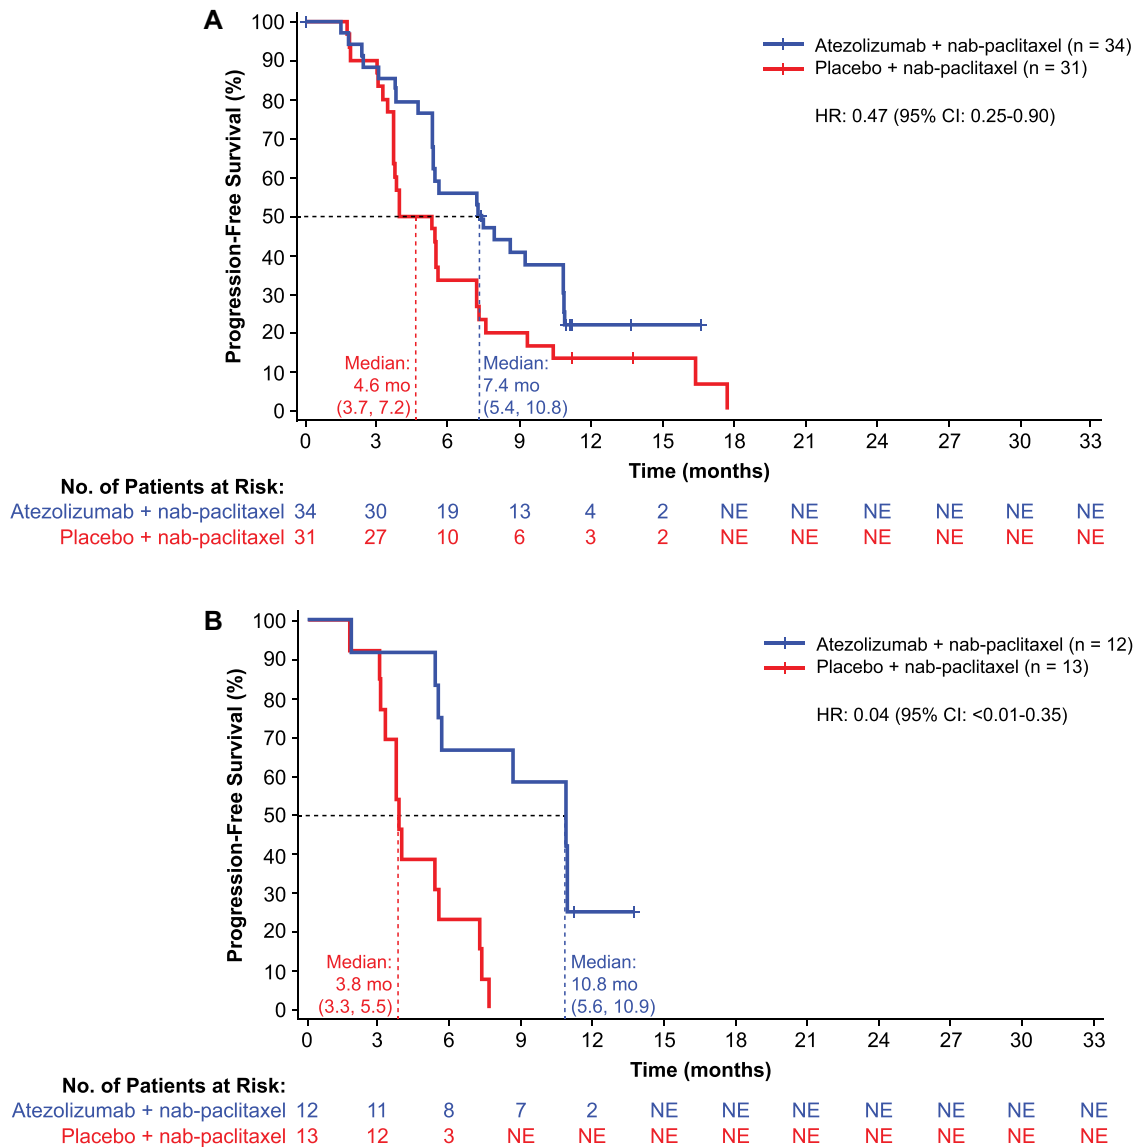 A
Progression-Free Survival (%)
100
90
80
70
60
50
40
30
20
10
0
Atezolizumab + nab-paclitaxel (n = 34)
Placebo + nab-paclitaxel (n = 31)
HR: 0.47 (95% CI: 0.25-0.90)
Median:
4.6 mo
(3.7, 7.2)
Median:
7.4 mo
(5.4, 10.8)
0 3 6 9 12 15 18 21 24 27 30 33
Time (months)
No. of Patients at Risk:
Atezolizumab + nab-paclitaxel 34 30 19 13 4 2 NE NE NE NE NE NE
Placebo + nab-paclitaxel 31 27 10 6 3 2 NE NE NE NE NE NE
B
Progression-Free Survival (%)
100
90
80
70
60
50
40
30
20
10
0
Atezolizumab + nab-paclitaxel (n = 12)
Placebo + nab-paclitaxel (n = 13)
HR: 0.04 (95% CI: <0.01-0.35)
Median:
3.8 mo
(3.3, 5.5)
Median:
10.8 mo
(5.6, 10.9)
0 3 6 9 12 15 18 21 24 27 30 33
Time (months)
No. of Patients at Risk:
Atezolizumab + nab-paclitaxel 12 11 8 7 2 NE NE NE NE NE NE NE
Placebo + nab-paclitaxel 13 12 3 NE NE NE NE NE NE NE NE NE